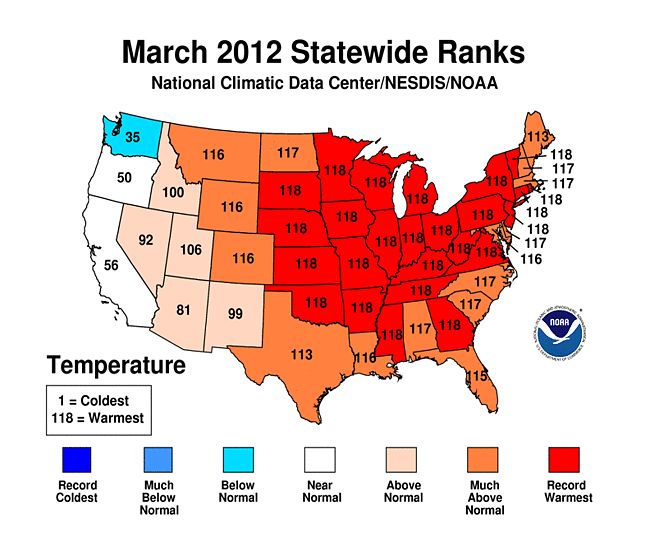 March 2012 Statewide Ranks
National Climatic Data Center/NESDIS/NOAA
35
116
117
118
113
50
100
116
118
118
118
118
118
117
117
118
118
118
117
116
92
106
116
118
118
118
118
118
118
118
118
56
118
118
118
118
117
81
99
118
118
118
117
118
117
113
116
115
NOAA
Temperature
1 = Coldest
118 = Warmest
Record
Coldest
Much
Below
Normal
Below
Normal
Near
Normal
Above
Normal
Much
Above
Normal
Record
Warmest